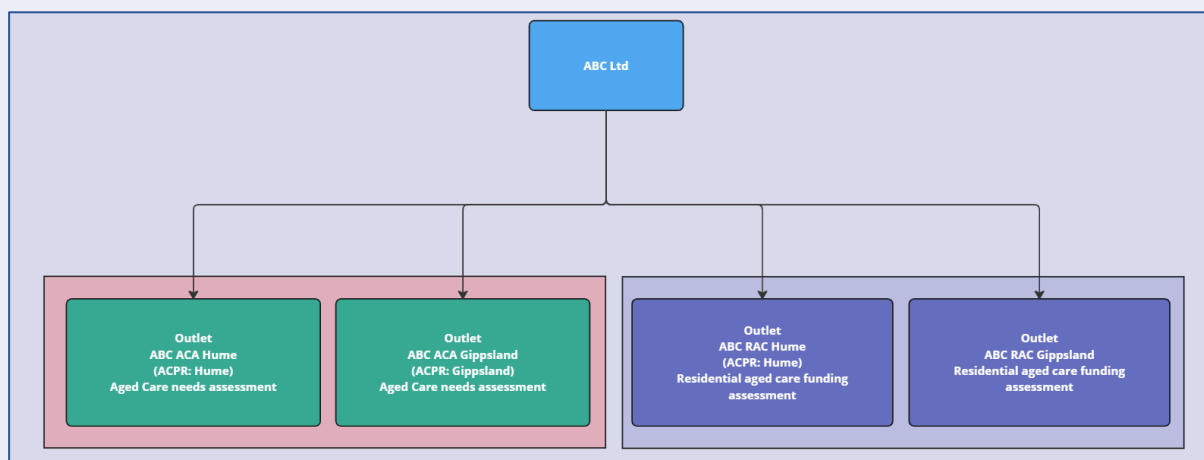 ABC Ltd
Outlet
ABC ACA Hume
(ACPR: Hume)
Aged Care needs assessment
Outlet
ABC ACA Gippsland
(ACPR: Gippsland)
Aged Care needs assessment
Outlet
ABC RAC Hume
(ACPR: Hume)
Residential aged care funding
assessment
Outlet
ABC RAC Gippsland
Residential aged care funding
assessment